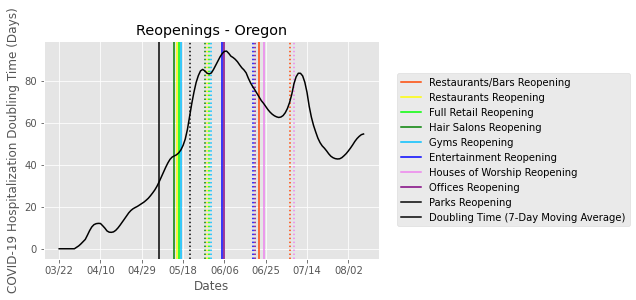 Reopenings - Oregon
COVID-19 Hospitalization Doubling Time (Days)
80
60
40
20
0
03/22 04/10 04/29 05/18 06/06 06/25 07/14 08/02
Dates
Restaurants/Bars Reopening
Restaurants Reopening
Full Retail Reopening
Hair Salons Reopening
Gyms Reopening
Entertainment Reopening
Houses of Worship Reopening
Offices Reopening
Parks Reopening
Doubling Time (7-Day Moving Average)